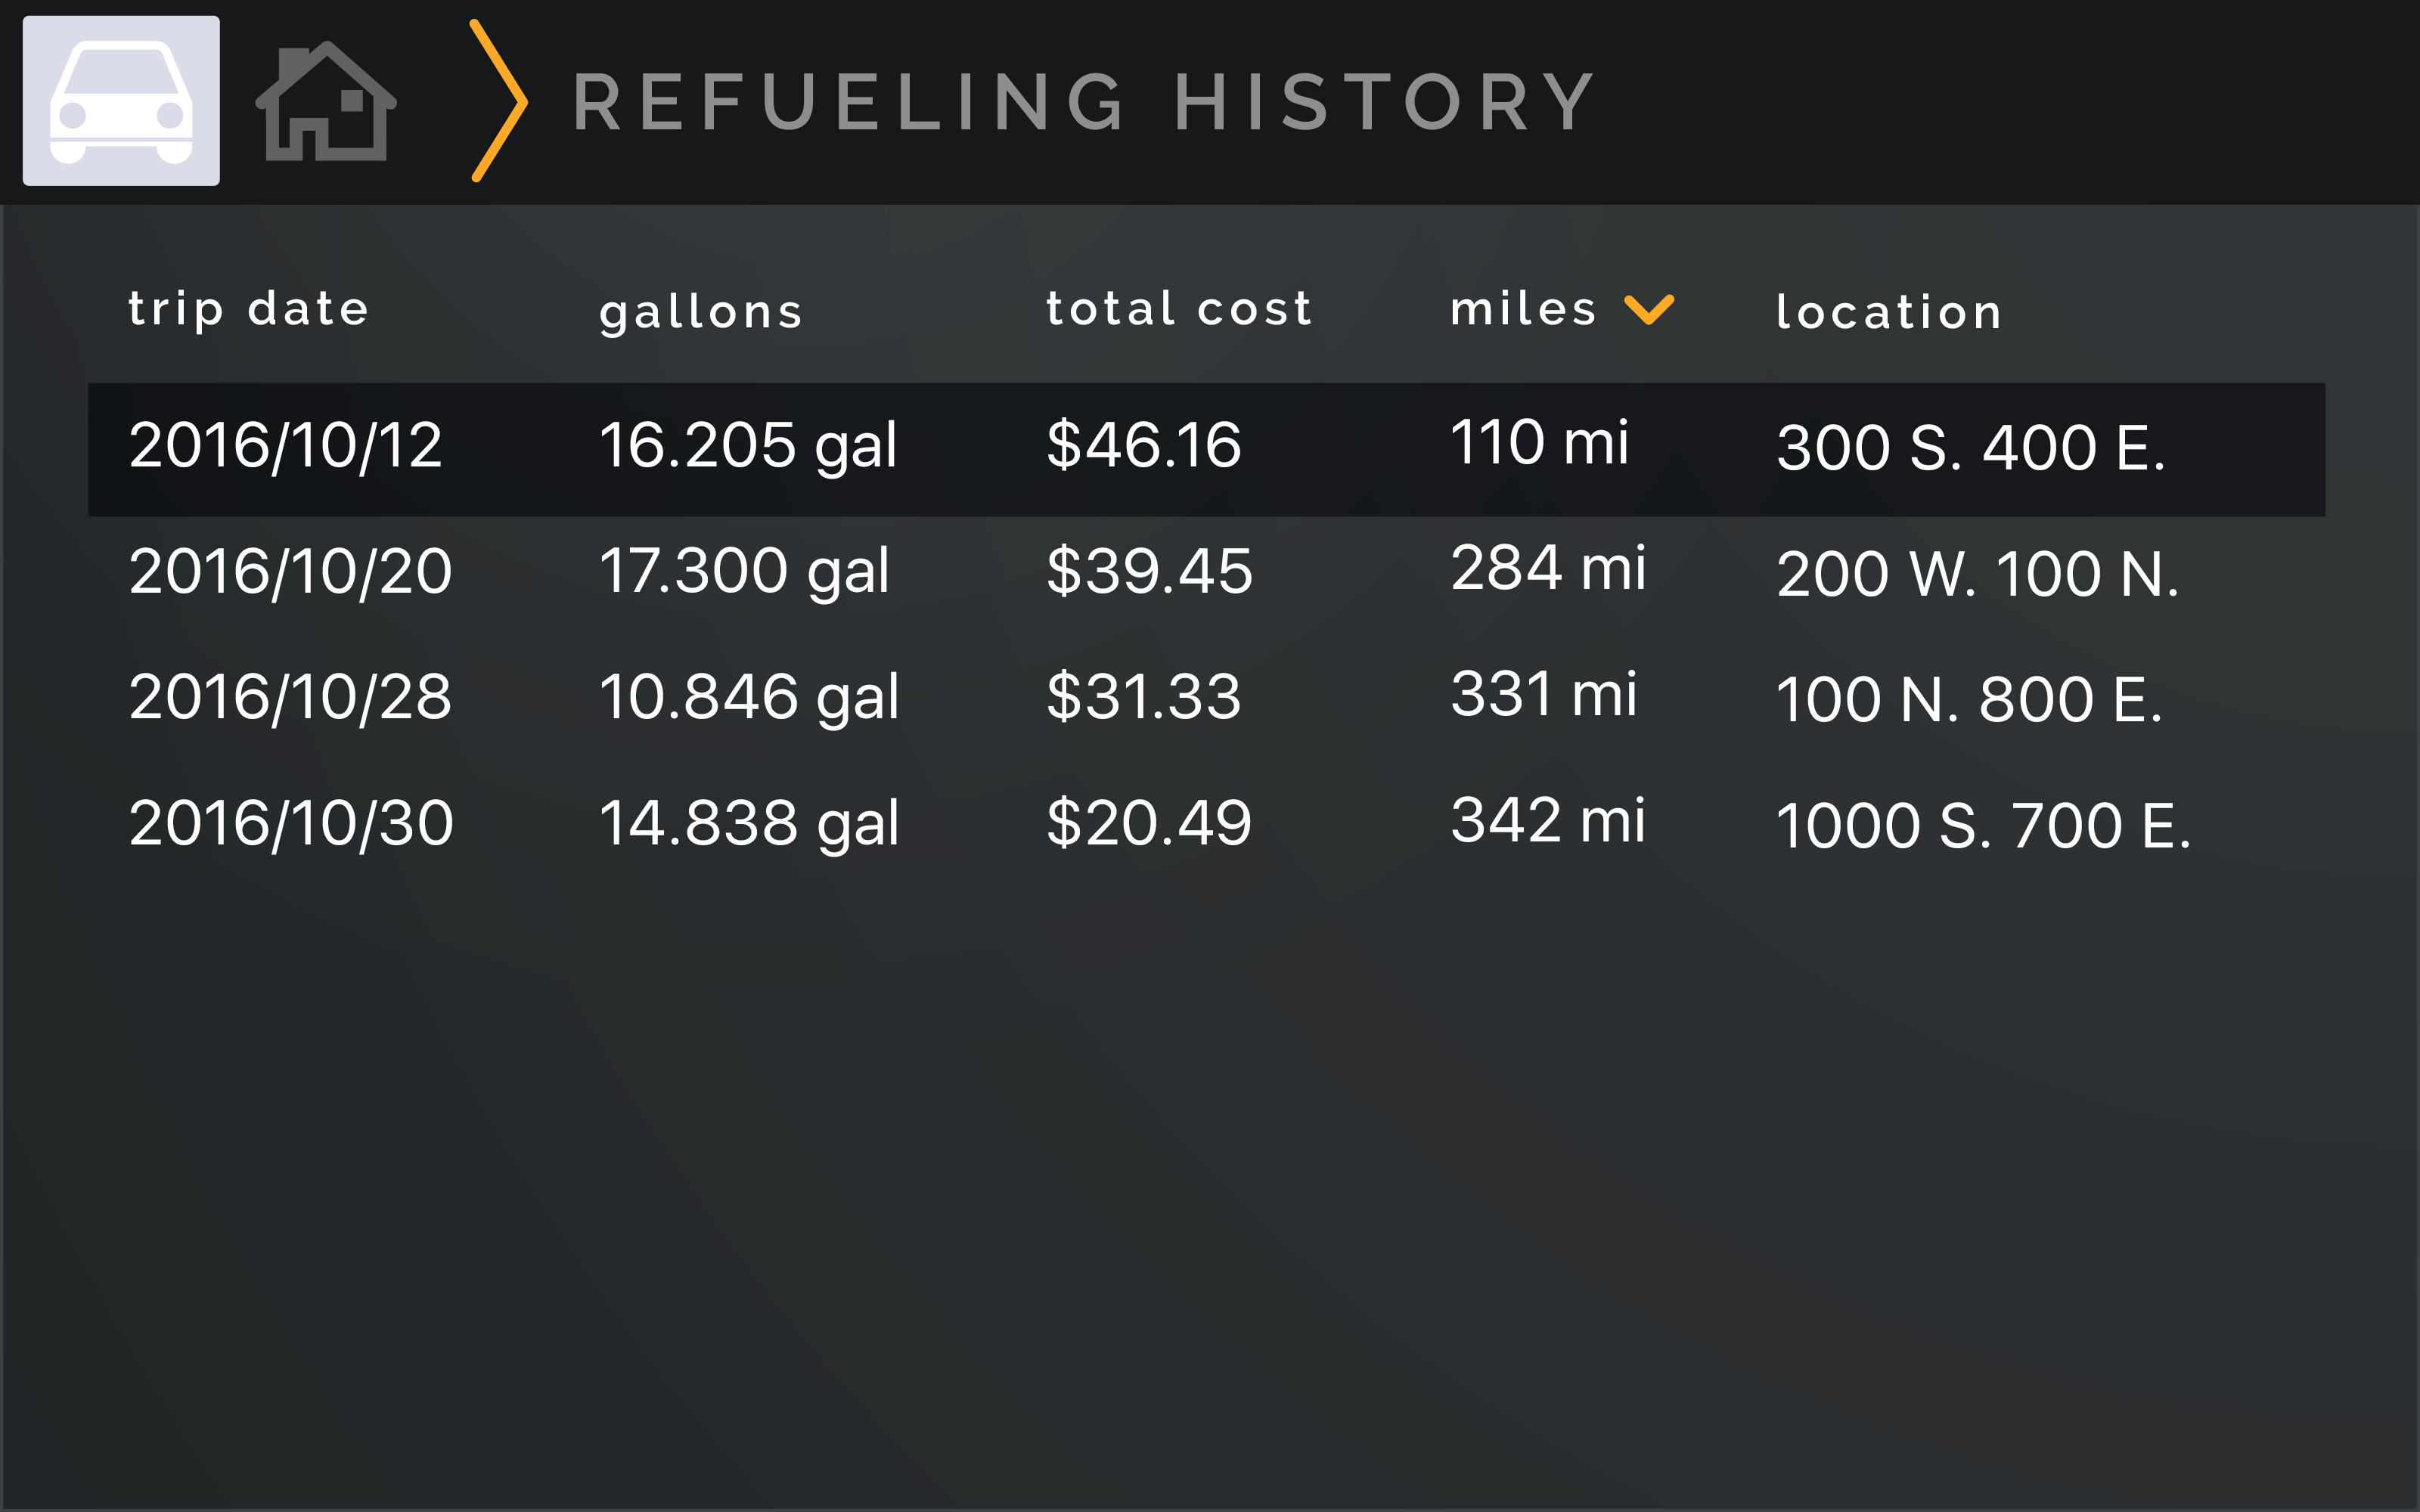 REFUELING HISTORY
trip date gallons total cost miles location
2016/10/12 16.205 gal $46.16 110 mi 300 S. 400 E.
2016/10/20 17.300 gal $39.45 284 mi 200 W. 100 N.
2016/10/28 10.846 gal $31.33 331 mi 100 N. 800 E.
2016/10/30 14.838 gal $20.49 342 mi 1000 S. 700 E.